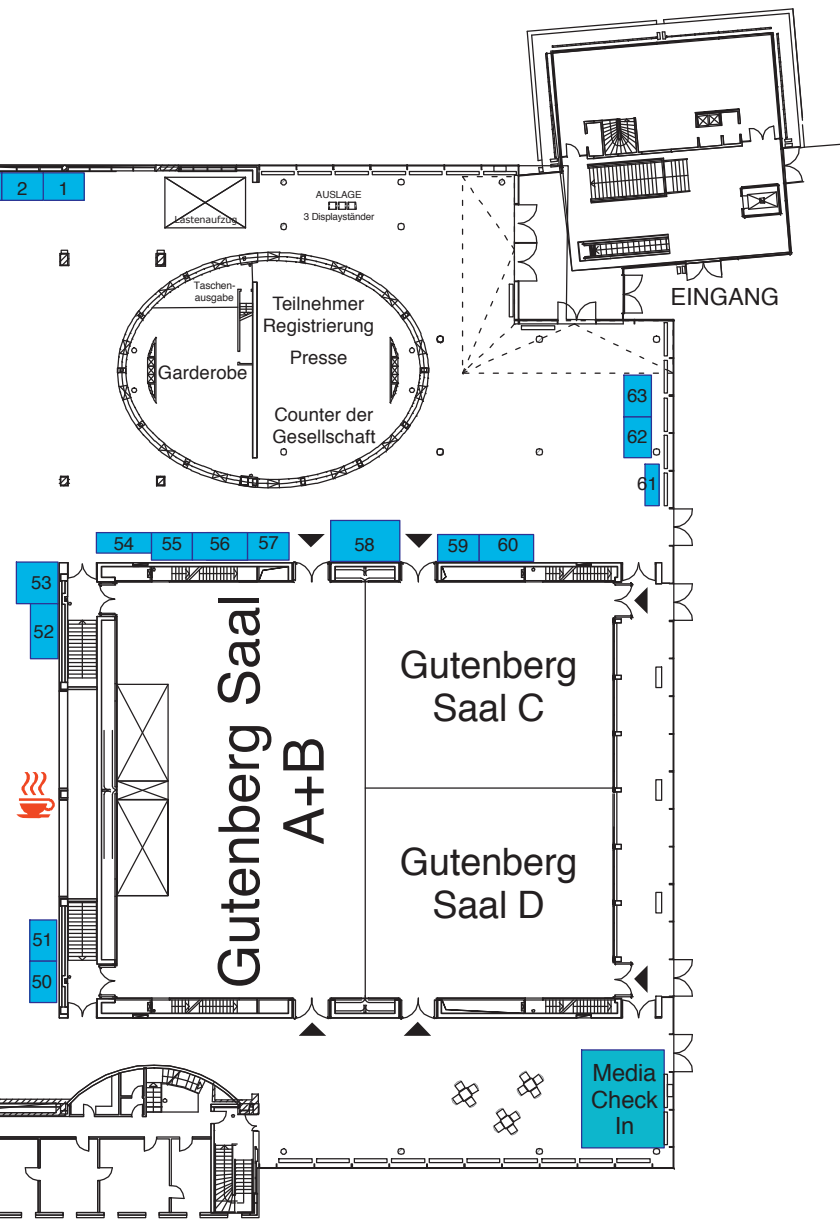 2 1
AUSLAGE
3 Displayständer
Lastenaufzug
EINGANG
Taschen-
ausgabe
Teilnehmer
Registrierung
Presse
Garderobe
Counter der
Gesellschaft
63
62
61
54 55 56 57 58 59 60
53
52
Gutenberg Saal
A+B
Gutenberg
Saal C
Gutenberg
Saal D
51
50
Media
Check
In